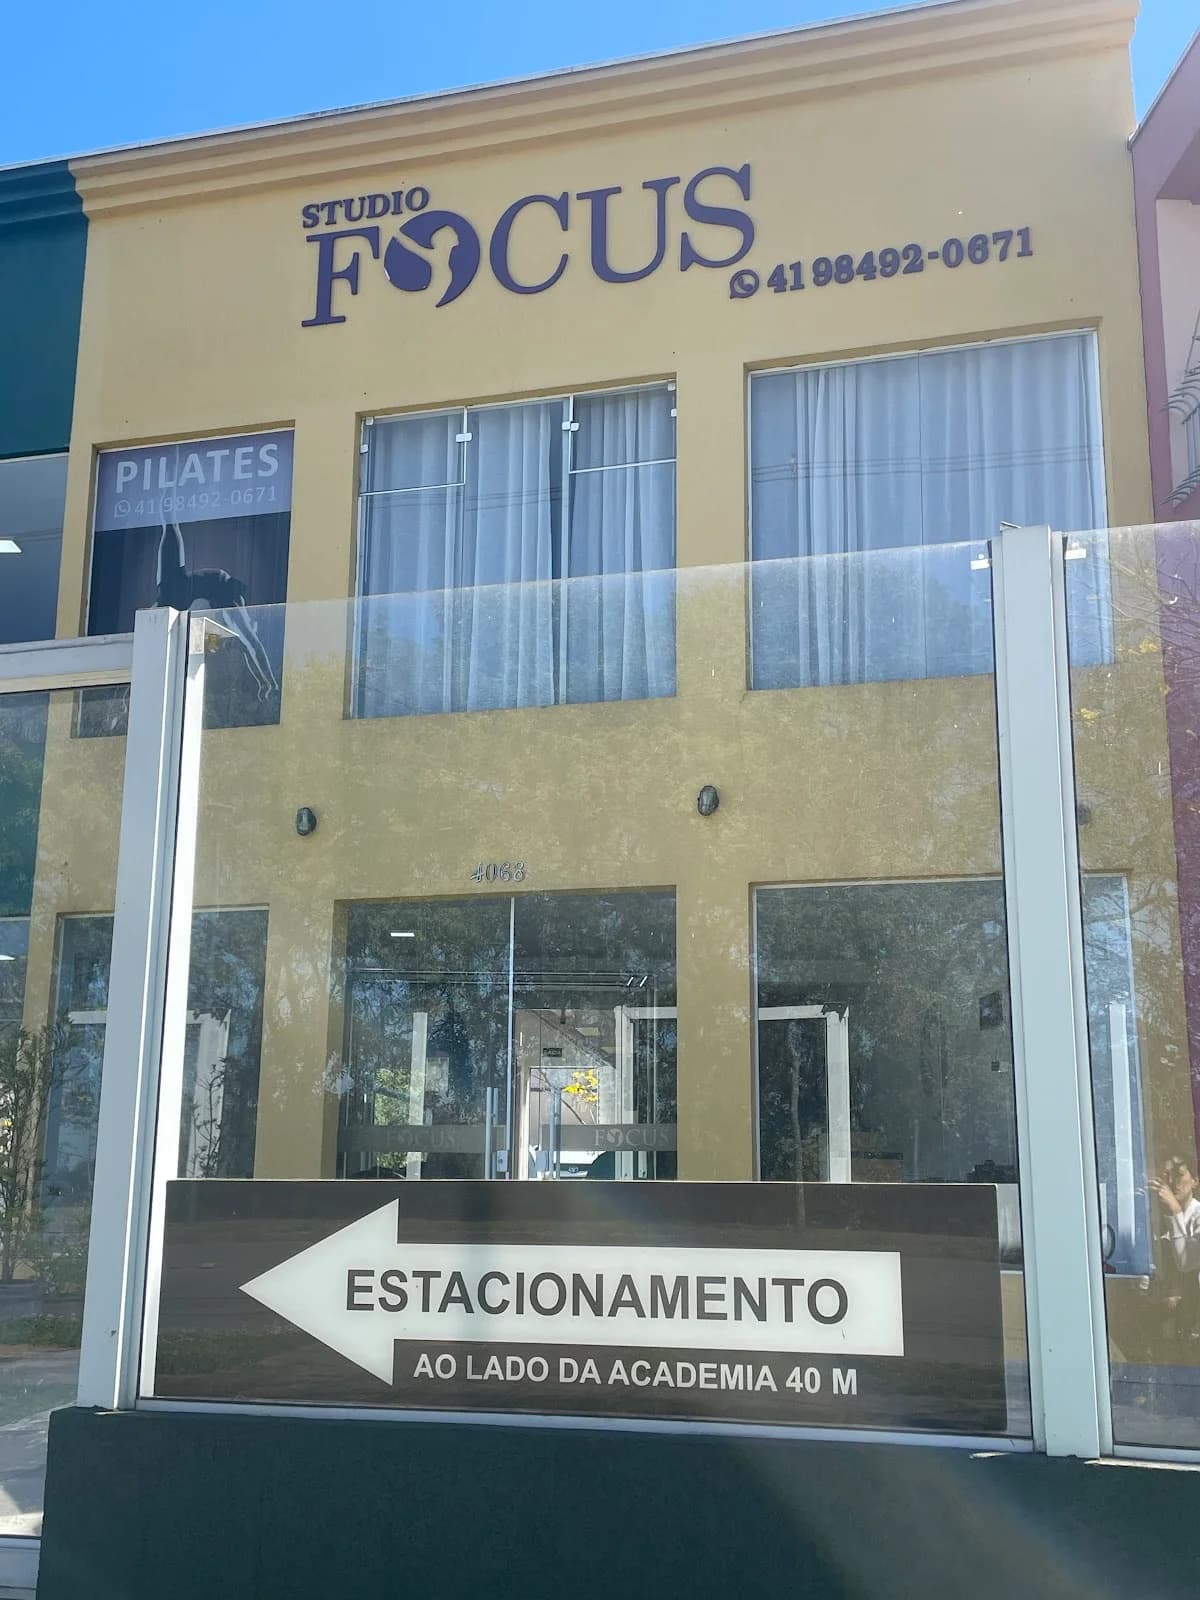 STUDIO
FOCUS
41 98492-0671
PILATES
41 98492-0671
4068
FOCUS
FOCUS
ESTACIONAMENTO
AO LADO DA ACADEMIA 40 M